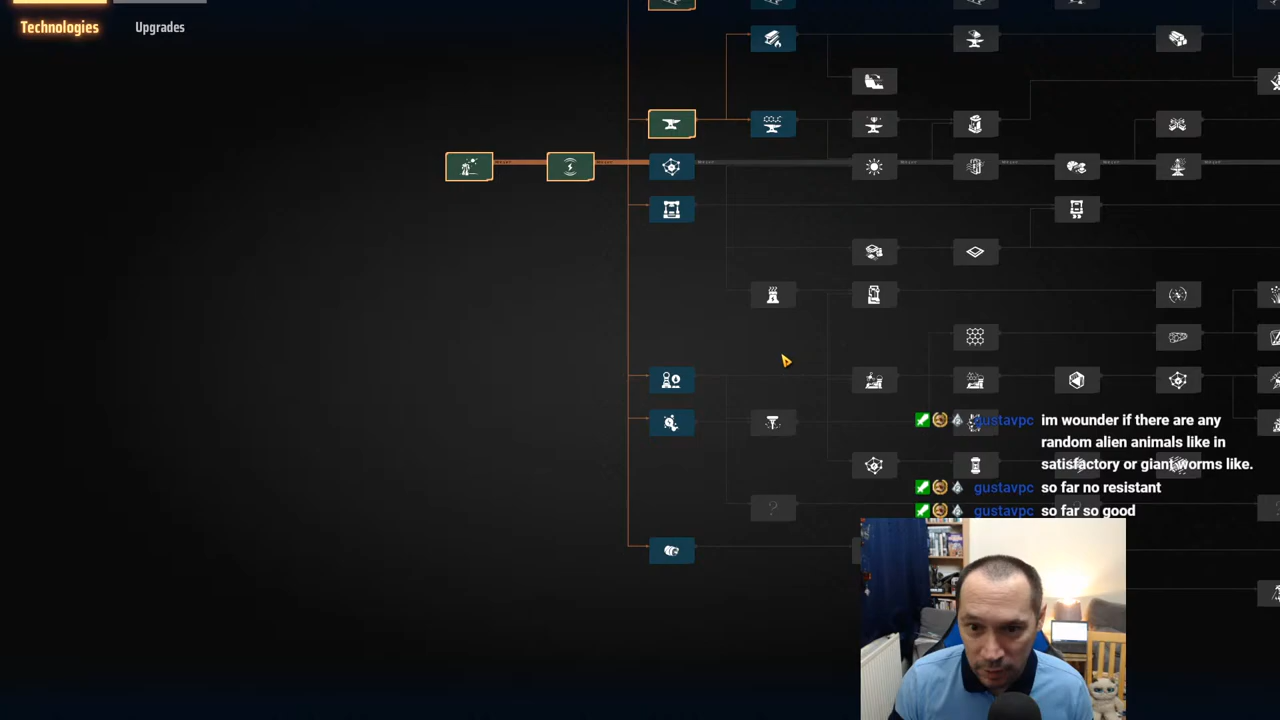 Technologies
Upgrades
?
gustavpc im wounder if there are any
random alien animals like in
satisfactory or giant worms like.
gustavpc so far no resistant
gustavpc so far so good